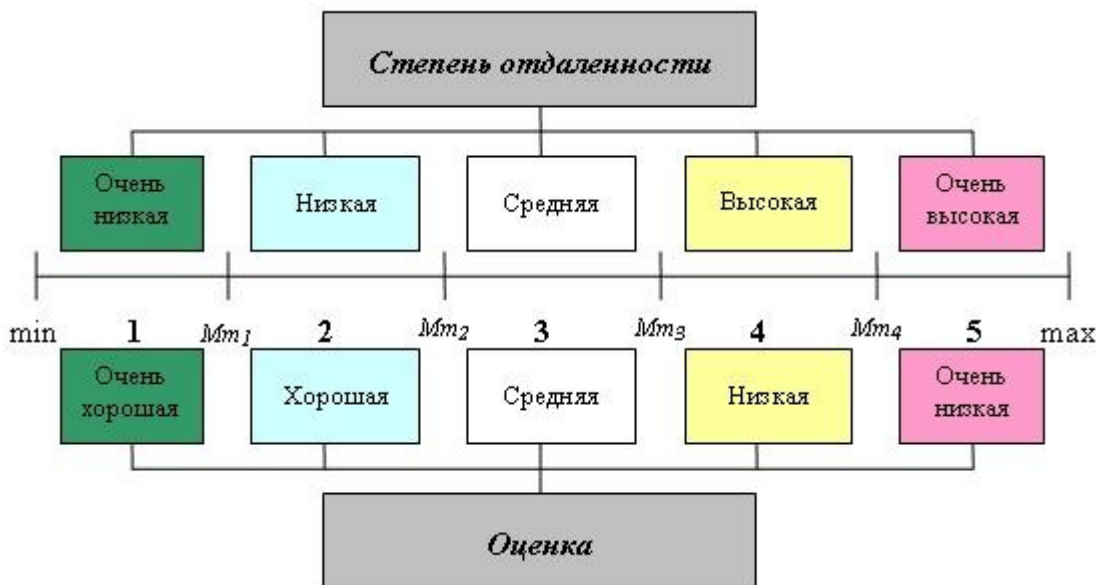 Степень отдаленности
Очень
низкая
Низкая
Средняя
Высокая
Очень
высокая
min 1 Mm1 2 Mm2 3 Mm3 4 Mm4 5 max
Очень
хорошая
Хорошая
Средняя
Низкая
Очень
низкая
Оценка